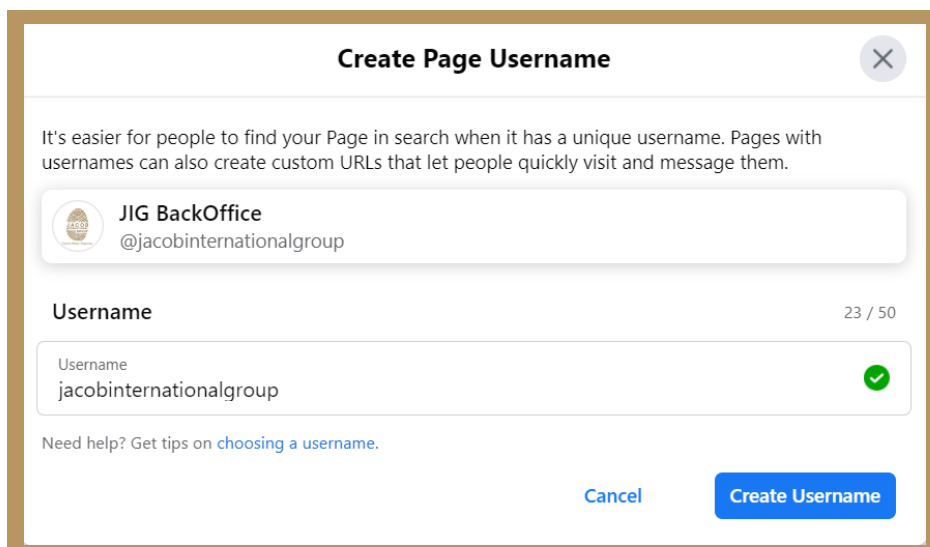 Create Page Username
It's easier for people to find your Page in search when it has a unique username. Pages with
usernames can also create custom URLs that let people quickly visit and message them.
JACOB
JIG BackOffice
@jacobinternationalgroup
Username
23 / 50
Username
jacobinternationalgroup
Need help? Get tips on choosing a username.
Cancel
Create Username